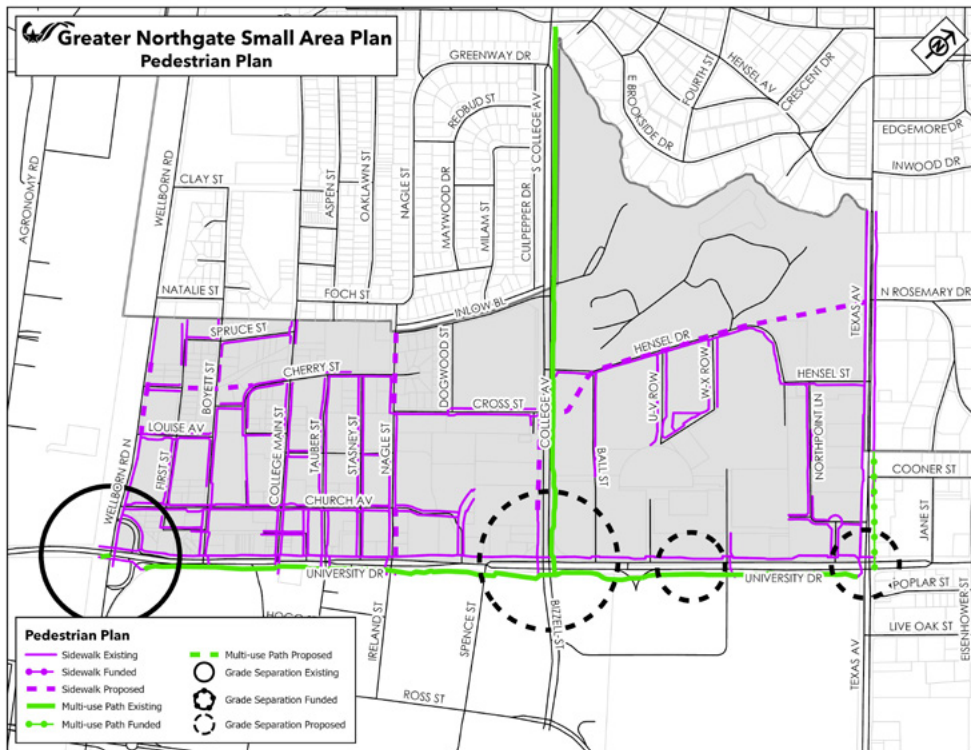 Greater Northgate Small Area Plan
Pedestrian Plan
N
GREENWAY DR
REDBUD ST
S COLLEGE AV
E BROOKSIDE DR
FOURTH ST
HENSEL AV
CRESCENT DR
EDGEMORE DR
INWOOD DR
AGRONOMY RD
WELLBORN RD
CLAY ST
ASPEN ST
OAKLAWN ST
NAGLE ST
MAYWOOD DR
MILAM ST
CULPEPPER DR
NATALIE ST
FOCH ST
INLOW BL
TEXAS AV
N ROSEMARY DR
SPRUCE ST
BOYETT ST
CHERRY ST
DOGWOOD ST
HENSEL DR
U-V ROW
W-X ROW
HENSEL ST
CROSS ST
COLLEGE AV
LOUISE AV
FIRST ST
COLLEGE MAIN ST
TAUBER ST
STASNEY ST
NAGLE ST
BALL ST
NORTHPOINT LN
COONER ST
JANE ST
WELLBORN RD N
CHURCH AV
UNIVERSITY DR
UNIVERSITY DR
POPLAR ST
LIVE OAK ST
EISENHOWER ST
IRELAND ST
SPENCE ST
BIZZELL ST
TEXAS AV
ROSS ST
Pedestrian Plan
Sidewalk Existing
Sidewalk Funded
Sidewalk Proposed
Multi-use Path Existing
Multi-use Path Funded
Multi-use Path Proposed
Grade Separation Existing
Grade Separation Funded
Grade Separation Proposed